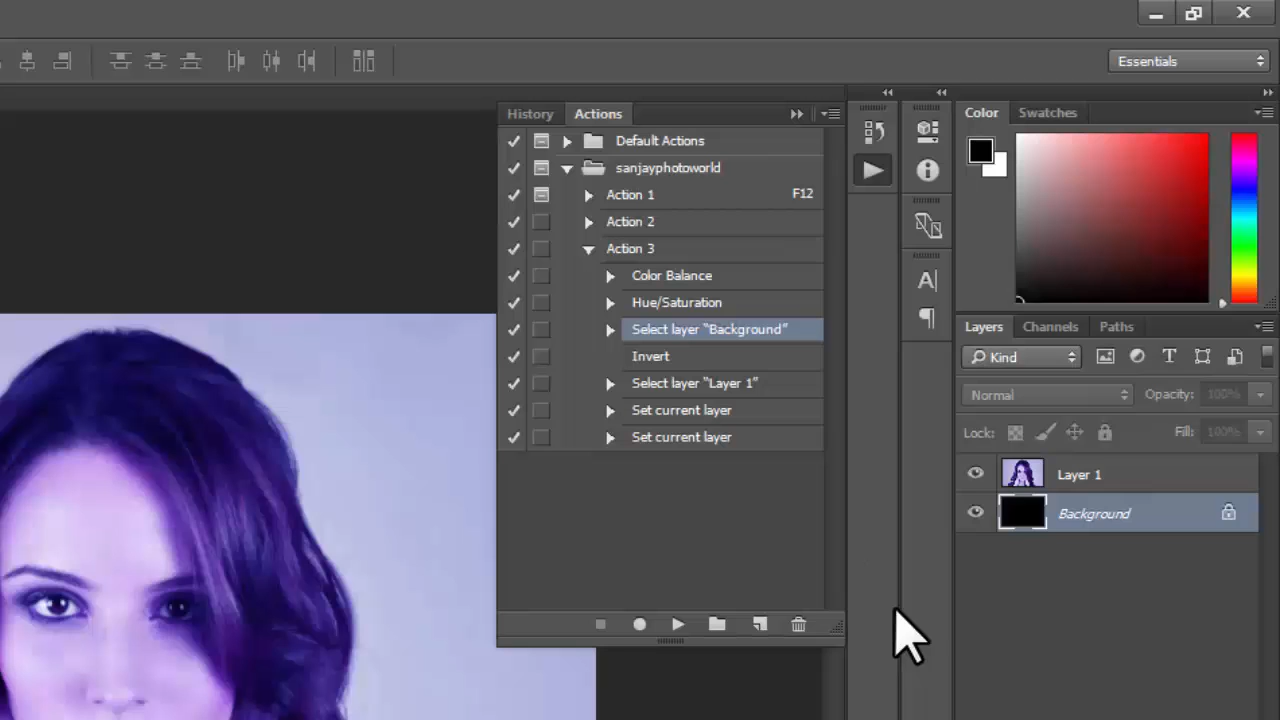 Essentials
History Actions
Color Swatches
Default Actions
sanjayphotoworld
Action 1 F12
Action 2
Action 3
Color Balance
Hue/Saturation
Select layer "Background"
Invert
Select layer "Layer 1"
Set current layer
Set current layer
A
Layers Channels Paths
Kind
T
Normal Opacity: 100%
Lock: Fill: 100%
Layer 1
Background